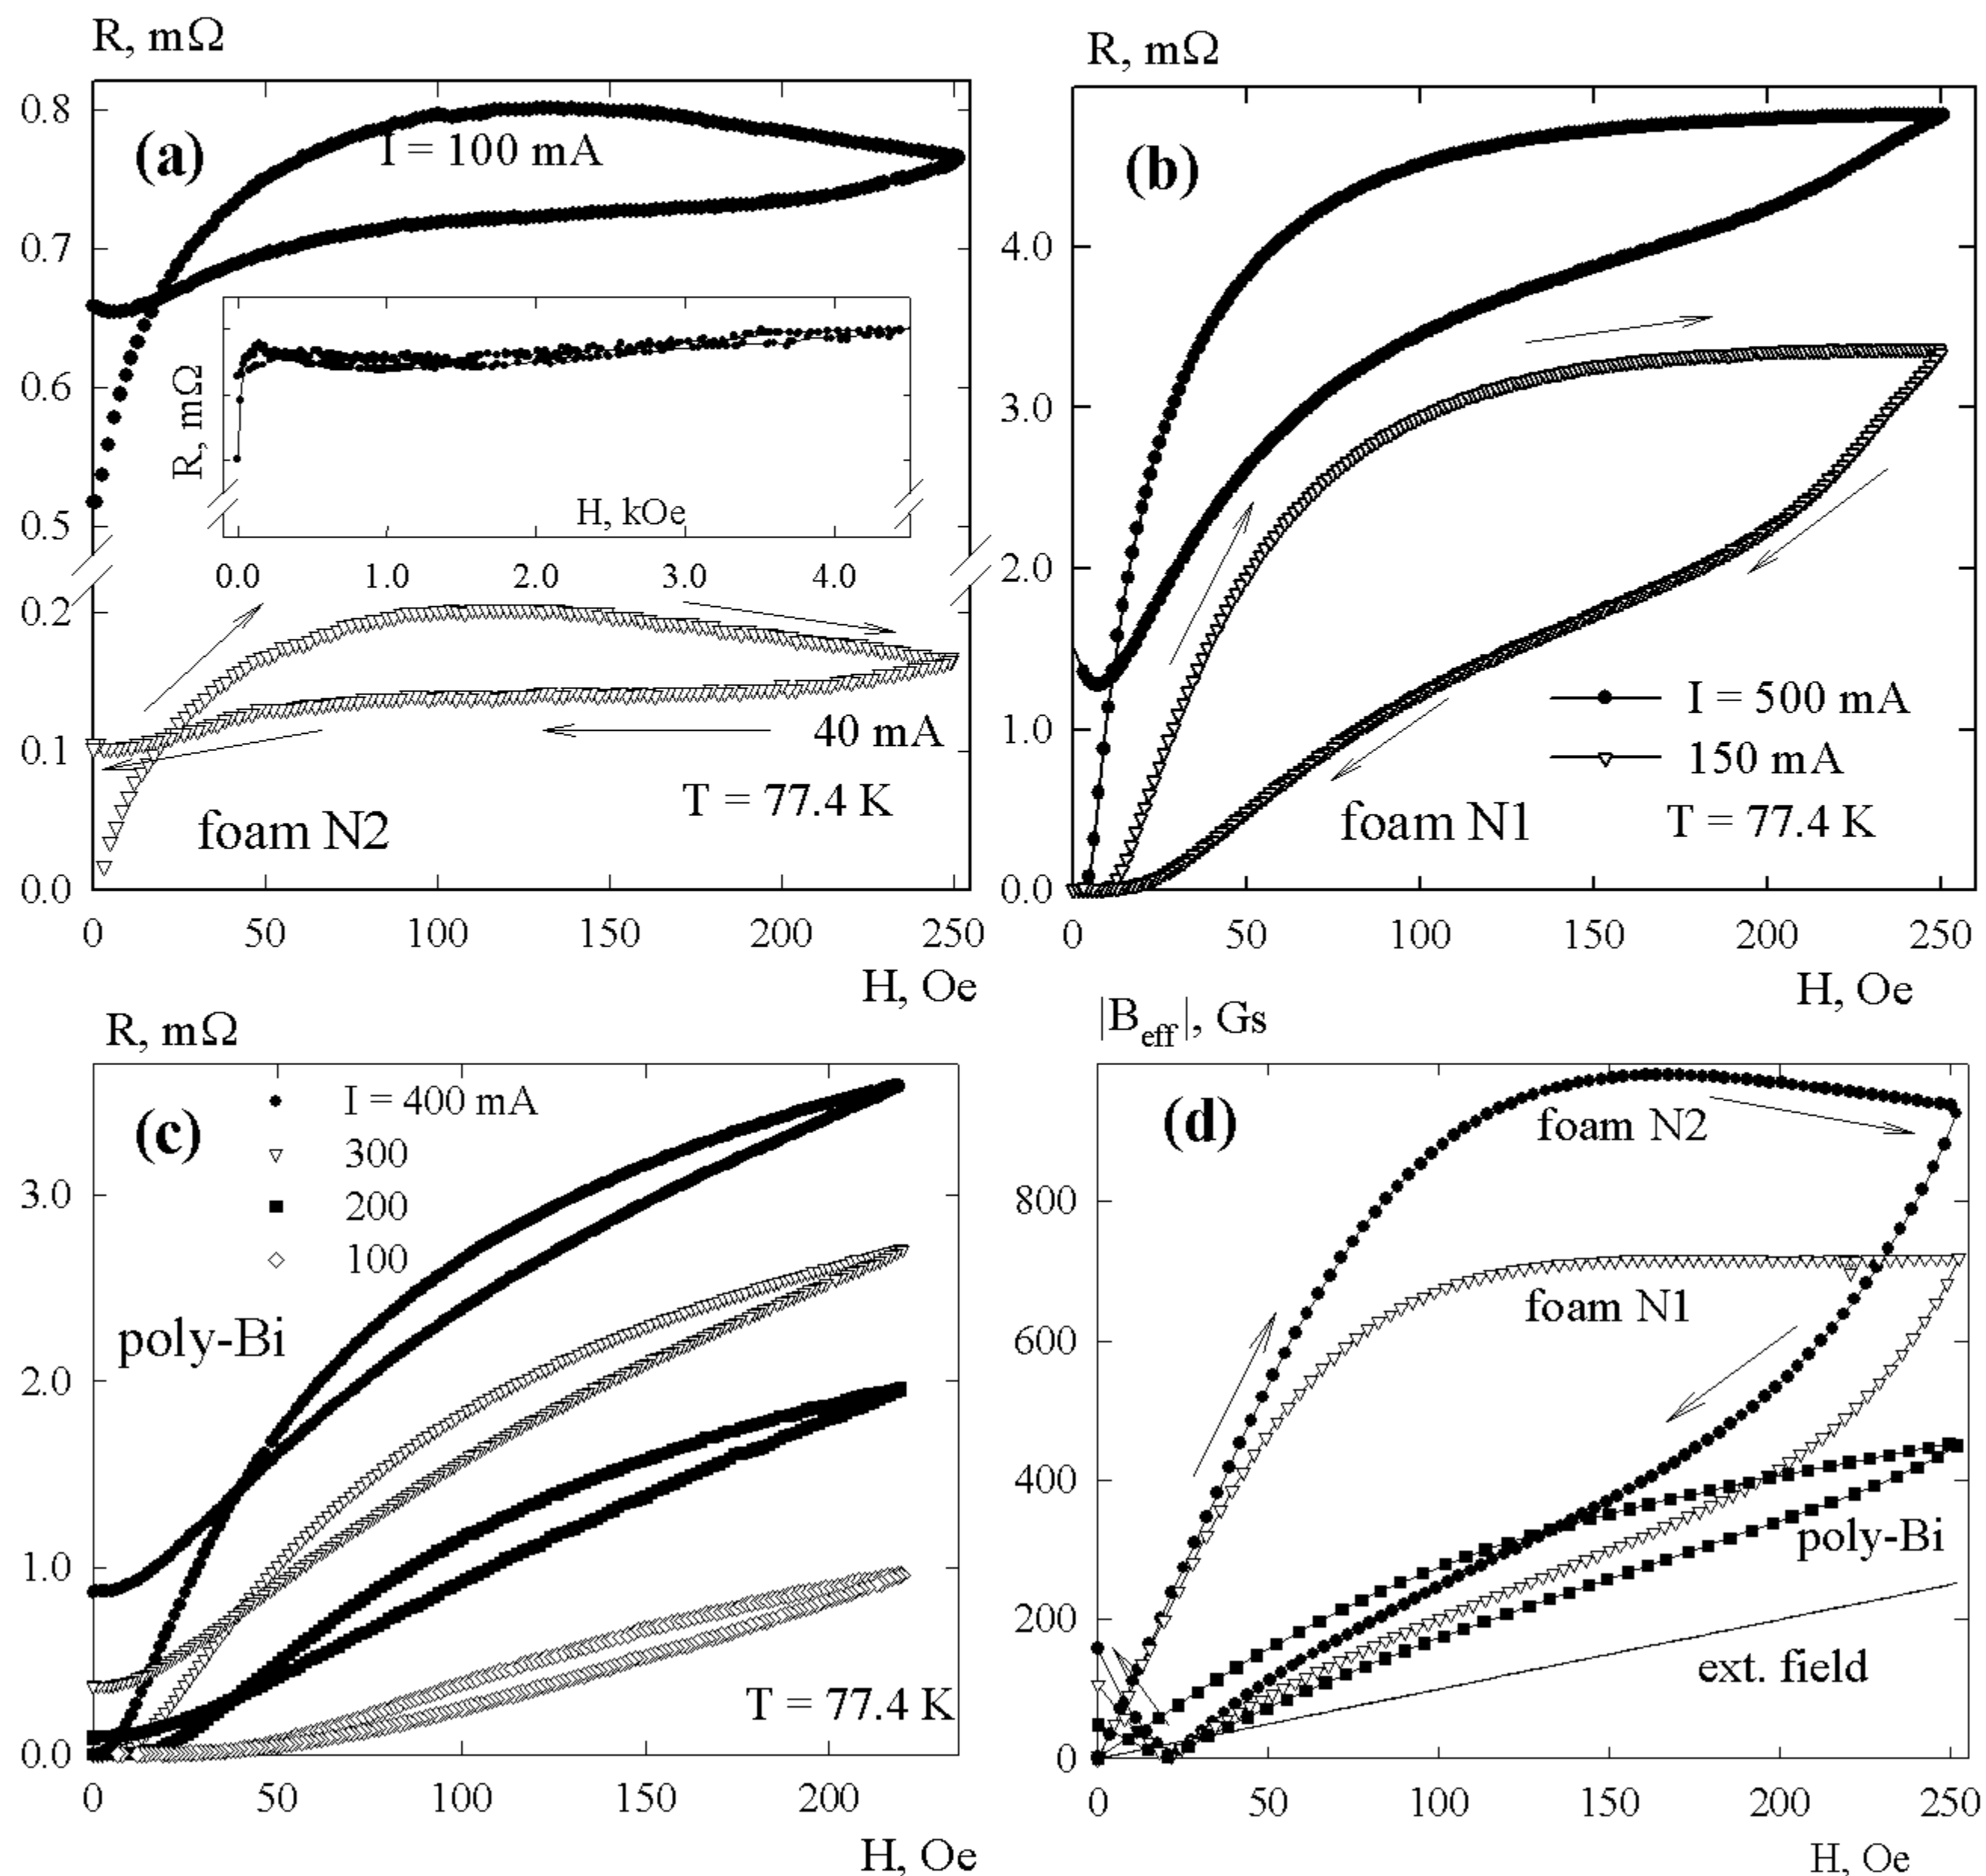 R, mΩ
0.8
0.7
0.6
0.5
0.2
0.1
0.0
(a)
I = 100 mA
R, mΩ
H, kOe
0.0 1.0 2.0 3.0 4.0
40 mA
T = 77.4 K
foam N2
0 50 100 150 200 250
H, Oe
R, mΩ
4.0
3.0
2.0
1.0
0.0
(b)
I = 500 mA
150 mA
foam N1
T = 77.4 K
0 50 100 150 200 250
H, Oe
R, mΩ
3.0
2.0
1.0
0.0
(c)
I = 400 mA
300
200
100
poly-Bi
T = 77.4 K
0 50 100 150 200
H, Oe
|B_eff|, Gs
800
600
400
200
0
(d)
foam N2
foam N1
poly-Bi
ext. field
0 50 100 150 200 250
H, Oe